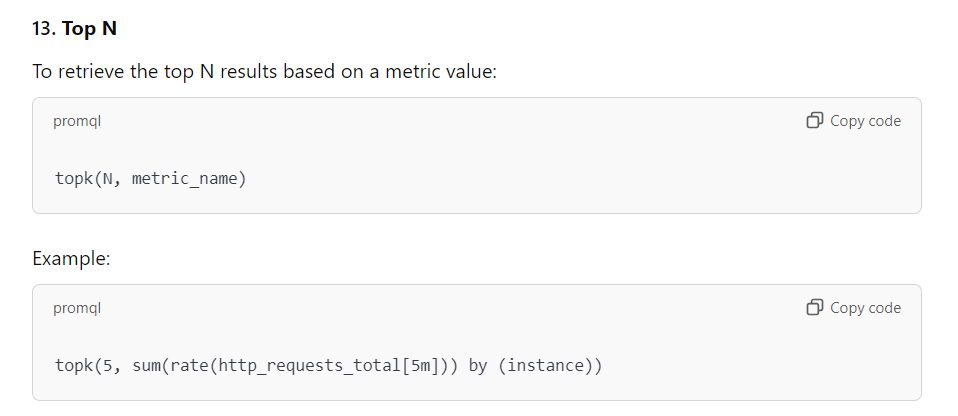 13. Top N
To retrieve the top N results based on a metric value:
promql
Copy code
topk(N, metric_name)
Example:
promql
Copy code
topk(5, sum(rate(http_requests_total[5m])) by (instance))